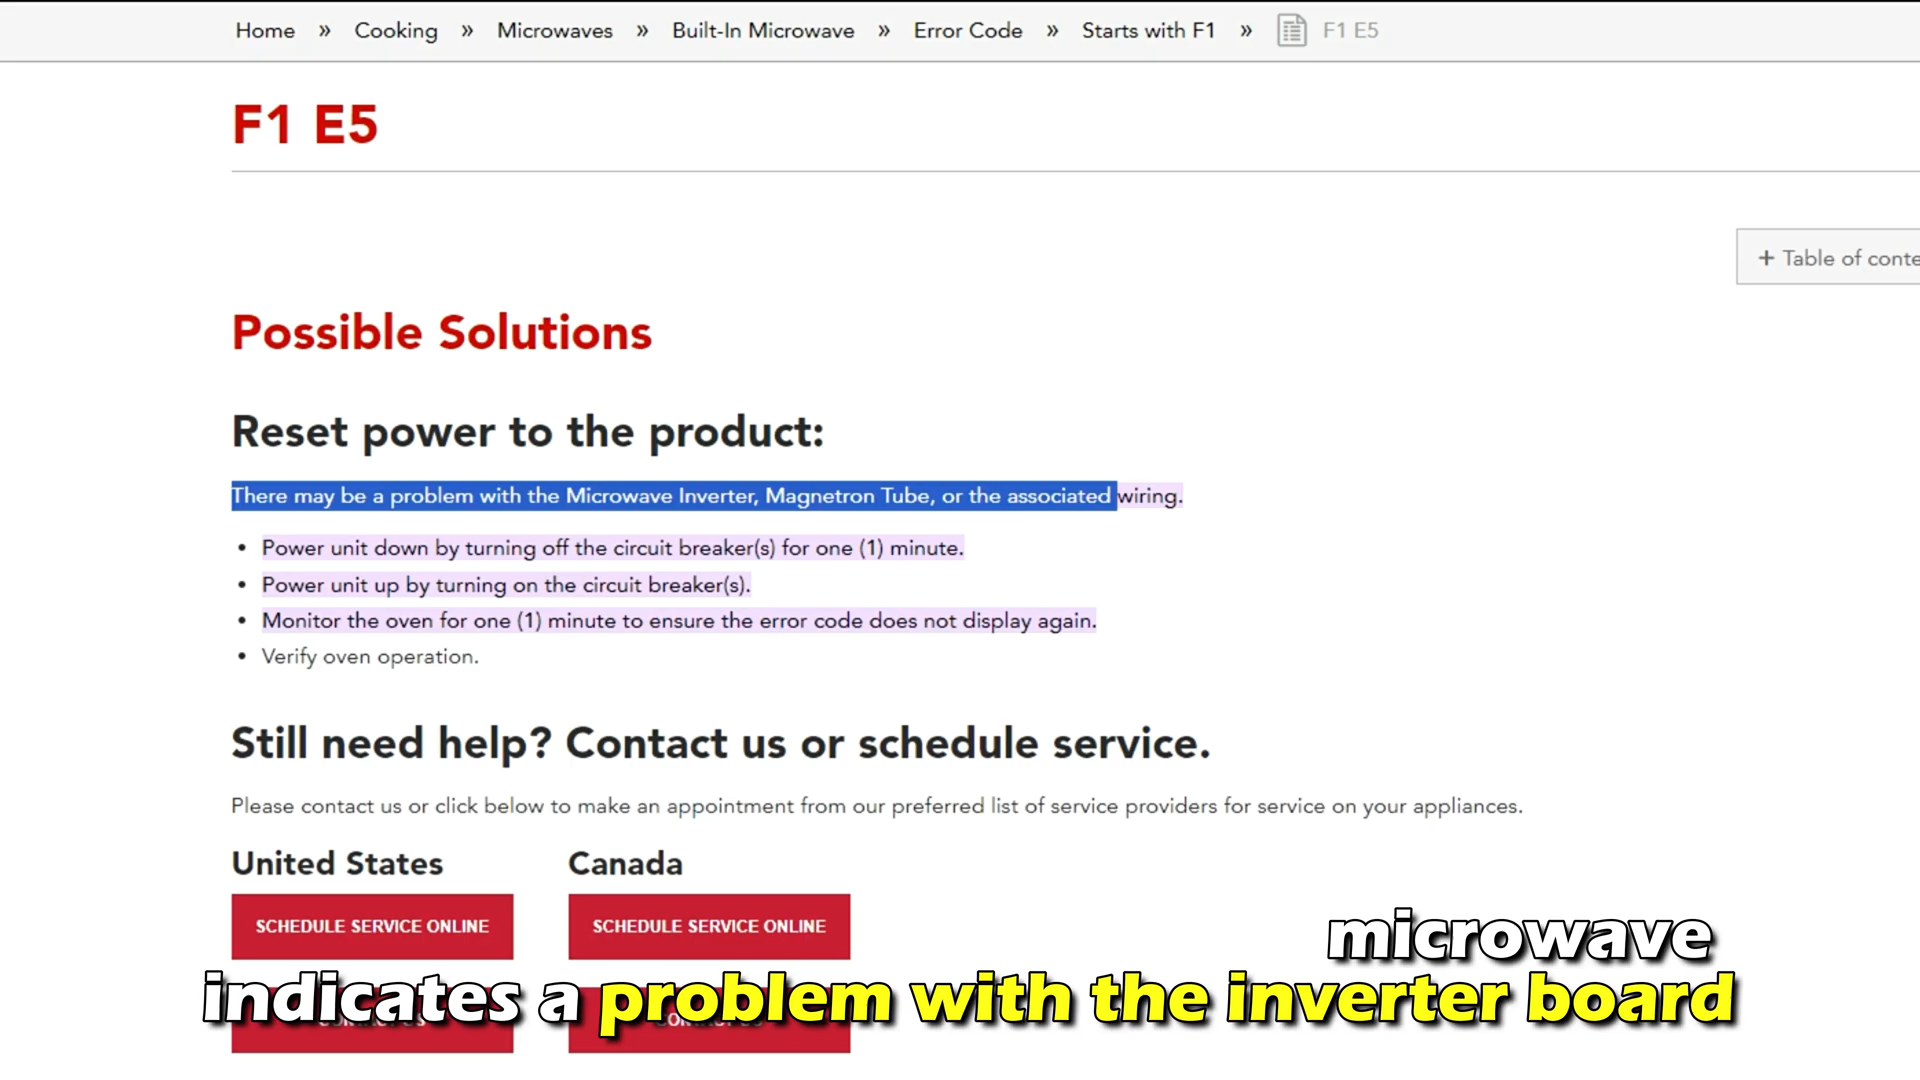 Home » Cooking » Microwaves » Built-In Microwave » Error Code » Starts with F1 » F1 E5
F1 E5
+ Table of conte
Possible Solutions
Reset power to the product:
There may be a problem with the Microwave Inverter, Magnetron Tube, or the associated wiring.
• Power unit down by turning off the circuit breaker(s) for one (1) minute.
• Power unit up by turning on the circuit breaker(s).
• Monitor the oven for one (1) minute to ensure the error code does not display again.
• Verify oven operation.
Still need help? Contact us or schedule service.
Please contact us or click below to make an appointment from our preferred list of service providers for service on your appliances.
United States Canada
SCHEDULE SERVICE ONLINE SCHEDULE SERVICE ONLINE
microwave
indicates a problem with the inverter board